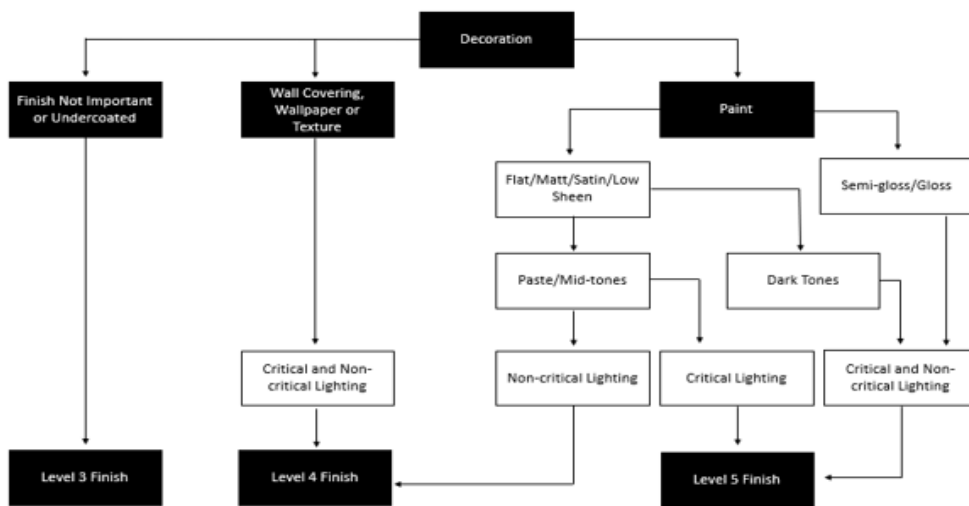 Decoration
Finish Not Important
or Undercoated
Wall Covering,
Wallpaper or
Texture
Paint
Flat/Matt/Satin/Low
Sheen
Semi-gloss/Gloss
Paste/Mid-tones
Dark Tones
Critical and Non-
critical Lighting
Non-critical Lighting
Critical Lighting
Critical and Non-
critical Lighting
Level 3 Finish
Level 4 Finish
Level 5 Finish